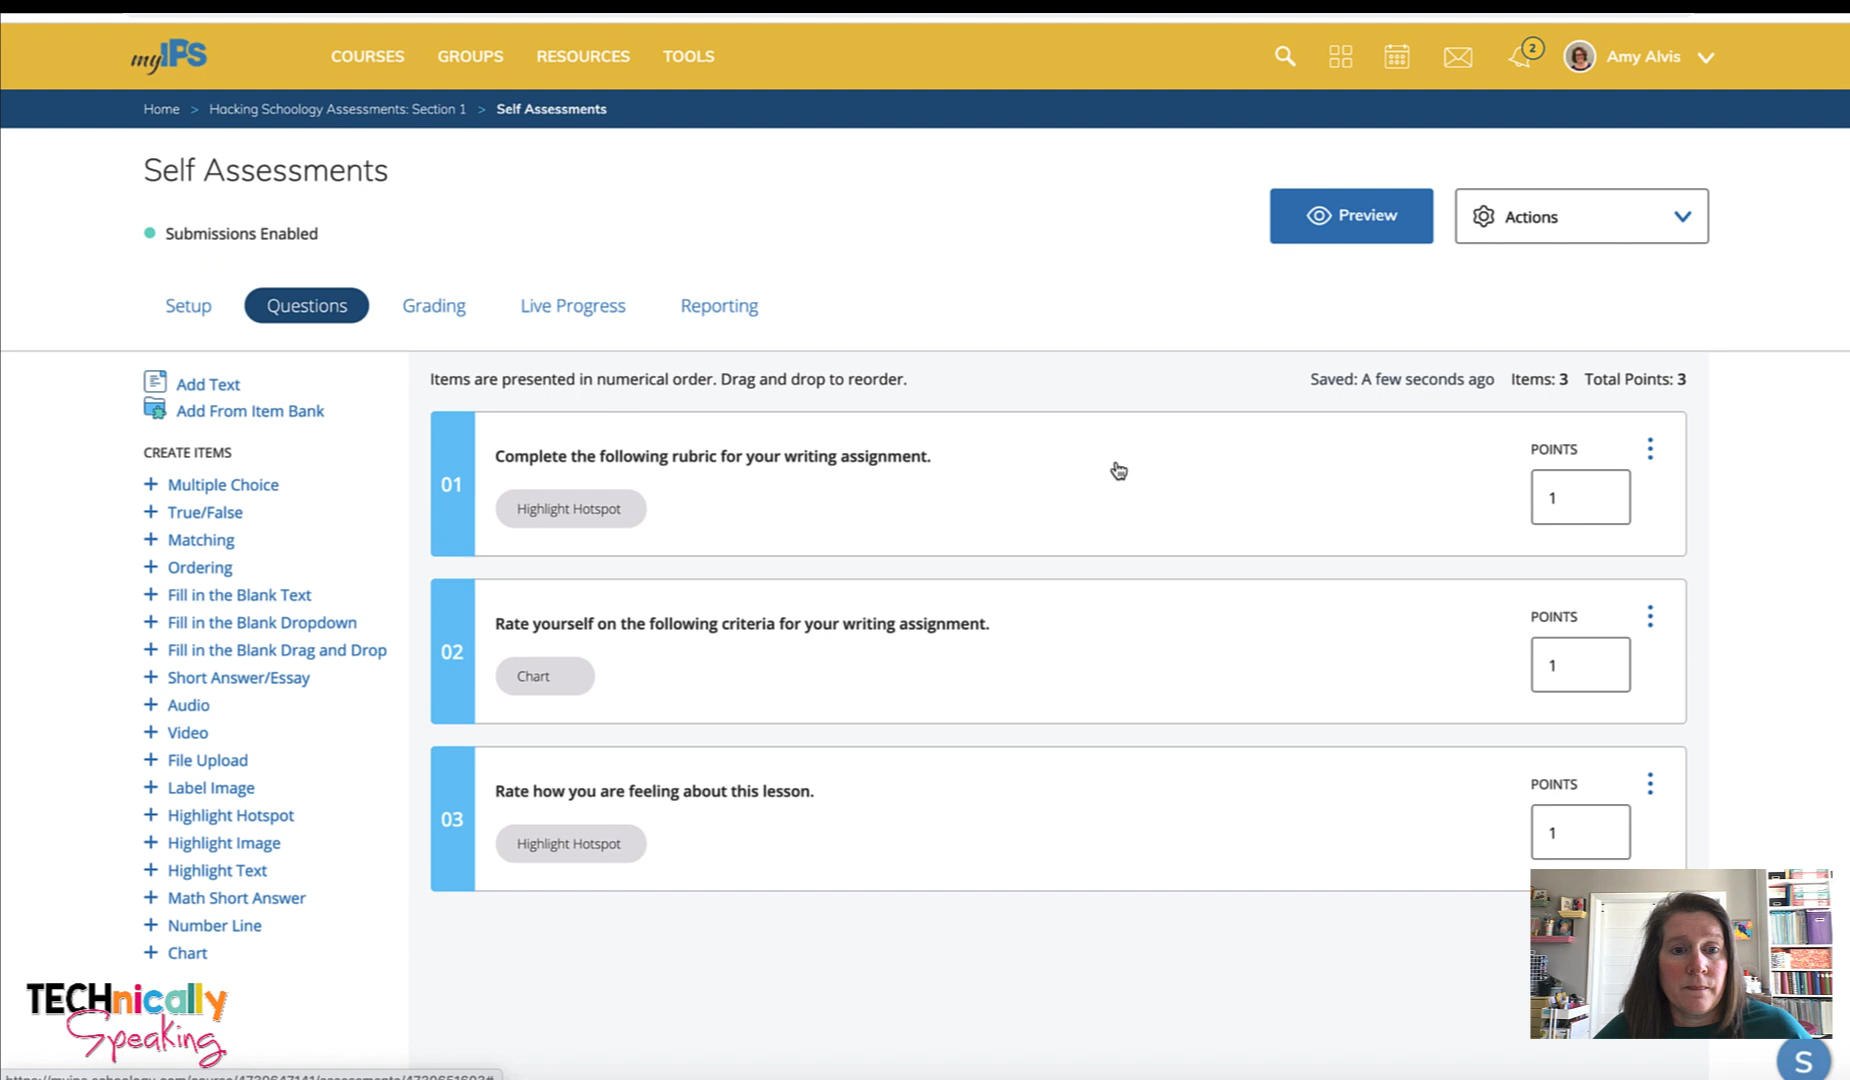 myIPS
COURSES GROUPS RESOURCES TOOLS
2
Amy Alvis
Home > Hacking Schoology Assessments: Section 1 > Self Assessments
Self Assessments
Preview
Actions
Submissions Enabled
Setup Questions Grading Live Progress Reporting
Add Text
Add From Item Bank
CREATE ITEMS
+ Multiple Choice
+ True/False
+ Matching
+ Ordering
+ Fill in the Blank Text
+ Fill in the Blank Dropdown
+ Fill in the Blank Drag and Drop
+ Short Answer/Essay
+ Audio
+ Video
+ File Upload
+ Label Image
+ Highlight Hotspot
+ Highlight Image
+ Highlight Text
+ Math Short Answer
+ Number Line
+ Chart
Items are presented in numerical order. Drag and drop to reorder.
Saved: A few seconds ago Items: 3 Total Points: 3
01
Complete the following rubric for your writing assignment.
Highlight Hotspot
POINTS
1
02
Rate yourself on the following criteria for your writing assignment.
Chart
POINTS
1
03
Rate how you are feeling about this lesson.
Highlight Hotspot
POINTS
1
TECHnically
Speaking
S